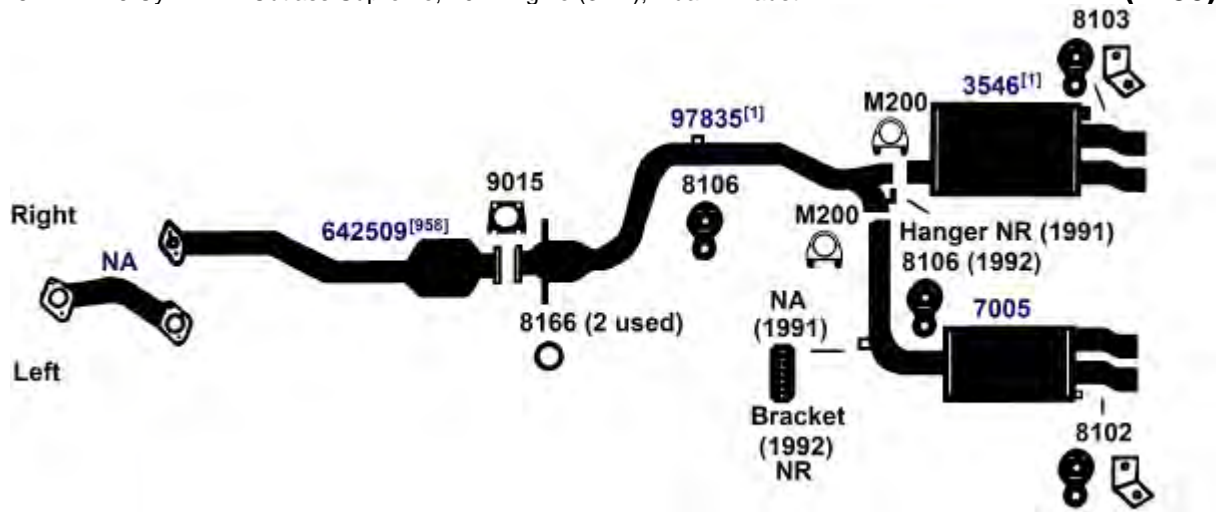 8103
3546[1]
M200
97835[1]
9015
8106
Right
642509[958]
M200
Hanger NR (1991)
8106 (1992)
NA
NA
(1991)
7005
8166 (2 used)
Left
Bracket
(1992)
NR
8102